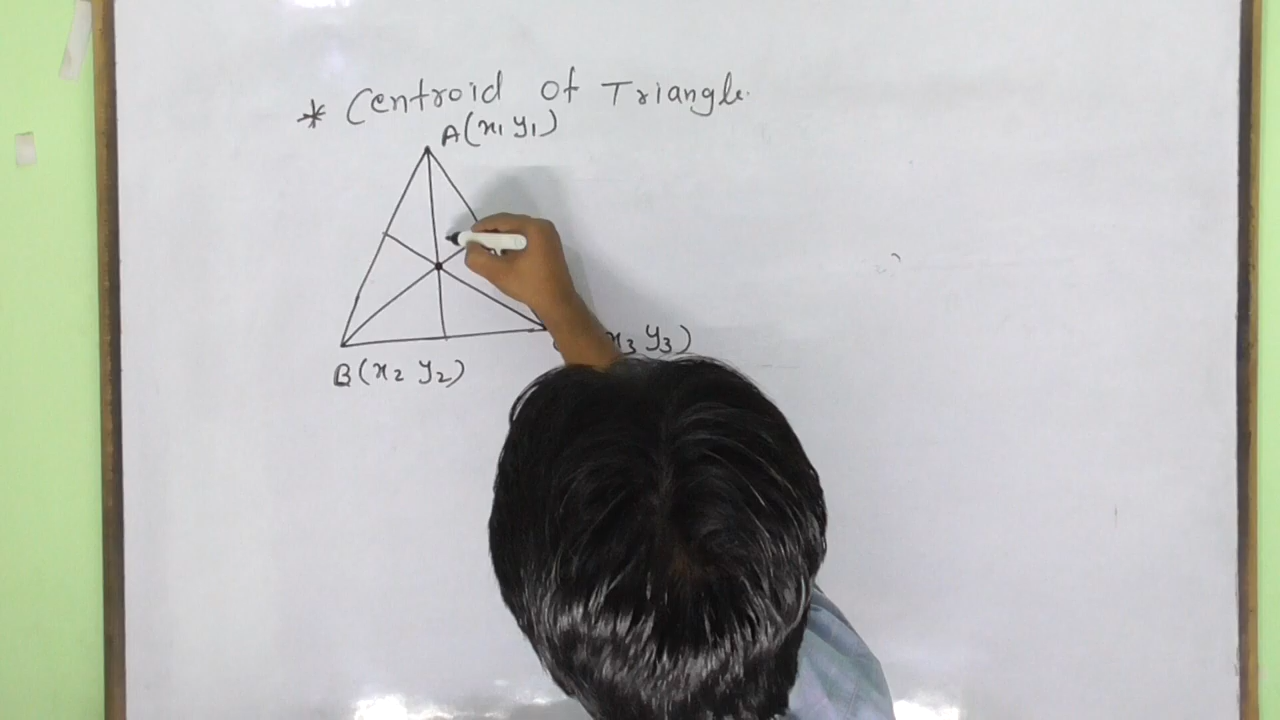 * Centroid of Triangle.
A(x1 y1)
x3 y3)
B(x2 y2)